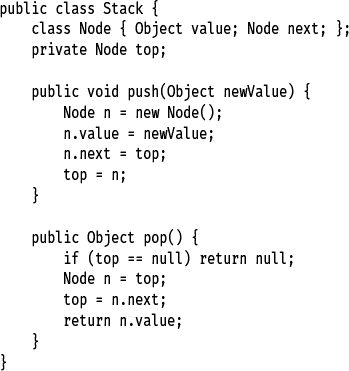 public class Stack {
    class Node { Object value; Node next; };
    private Node top;

    public void push(Object newValue) {
        Node n = new Node();
        n.value = newValue;
        n.next = top;
        top = n;
    }

    public Object pop() {
        if (top == null) return null;
        Node n = top;
        top = n.next;
        return n.value;
    }
}